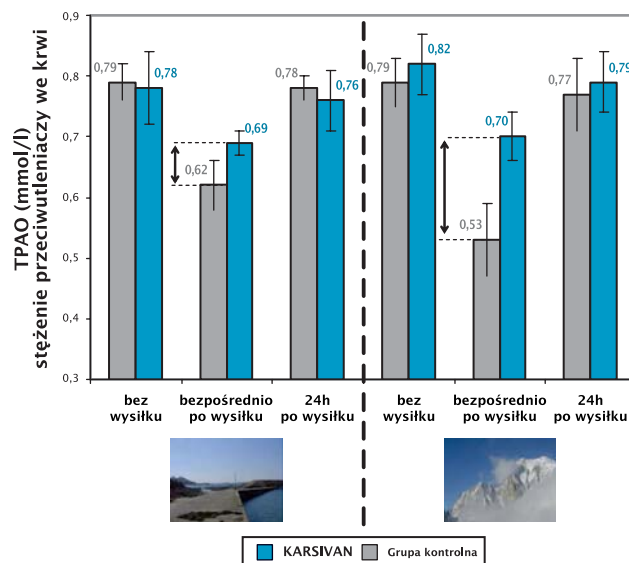 TPAO (mmol/l)
stężenie przeciwutleniaczy we krwi
0,9
0,8
0,7
0,6
0,5
0,4
0,3
0,79
0,78
0,62
0,69
0,78
0,76
0,79
0,82
0,53
0,70
0,77
0,79
bez
wysiłku
bezpośrednio
po wysiłku
24h
po wysiłku
bez
wysiłku
bezpośrednio
po wysiłku
24h
po wysiłku
KARSIVAN
Grupa kontrolna